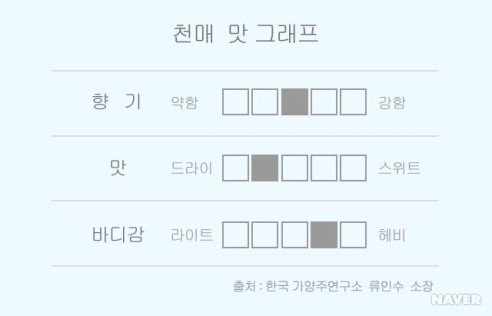 천매 맛 그래프
향 기 약함 강함
맛 드라이 스위트
바디감 라이트 헤비
출처 : 한국 가양주연구소 류인수 소장
NAVER